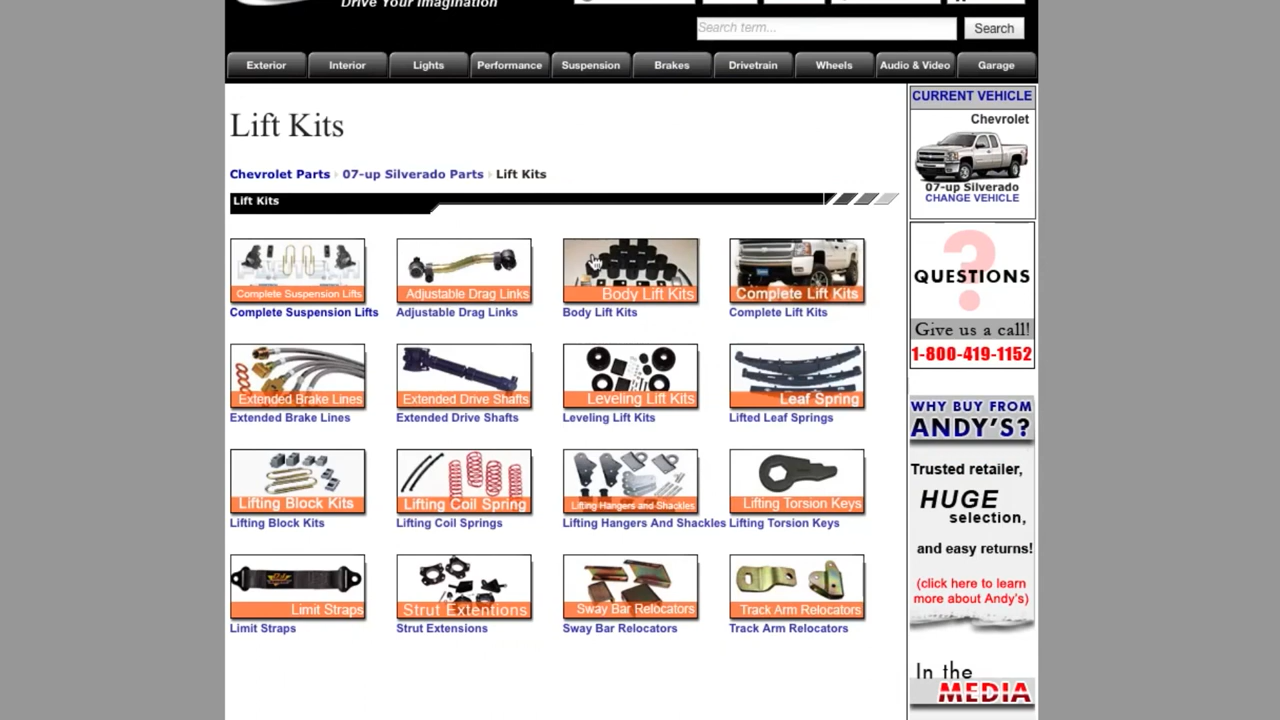 Drive Your Imagination
Search term...
Search
Exterior
Interior
Lights
Performance
Suspension
Brakes
Drivetrain
Wheels
Audio & Video
Garage
Lift Kits
Chevrolet Parts
07-up Silverado Parts
Lift Kits
Lift Kits
Complete Suspension Lifts
Adjustable Drag Links
Body Lift Kits
Complete Lift Kits
Complete Suspension Lifts
Adjustable Drag Links
Body Lift Kits
Complete Lift Kits
Extended Brake Lines
Extended Drive Shafts
Leveling Lift Kits
Leaf Spring
Extended Brake Lines
Extended Drive Shafts
Leveling Lift Kits
Lifted Leaf Springs
Lifting Block Kits
Lifting Coil Spring
Lifting Hangers and Shackles
Lifting Torsion Keys
Lifting Block Kits
Lifting Coil Springs
Lifting Hangers And Shackles
Lifting Torsion Keys
Limit Straps
Strut Extentions
Sway Bar Relocators
Track Arm Relocators
Limit Straps
Strut Extensions
Sway Bar Relocators
Track Arm Relocators
CURRENT VEHICLE
Chevrolet
07-up Silverado
CHANGE VEHICLE
?
QUESTIONS
Give us a call!
1-800-419-1152
WHY BUY FROM
ANDY'S?
Trusted retailer,
HUGE
selection,
and easy returns!
(click here to learn
more about Andy's)
In the
MEDIA